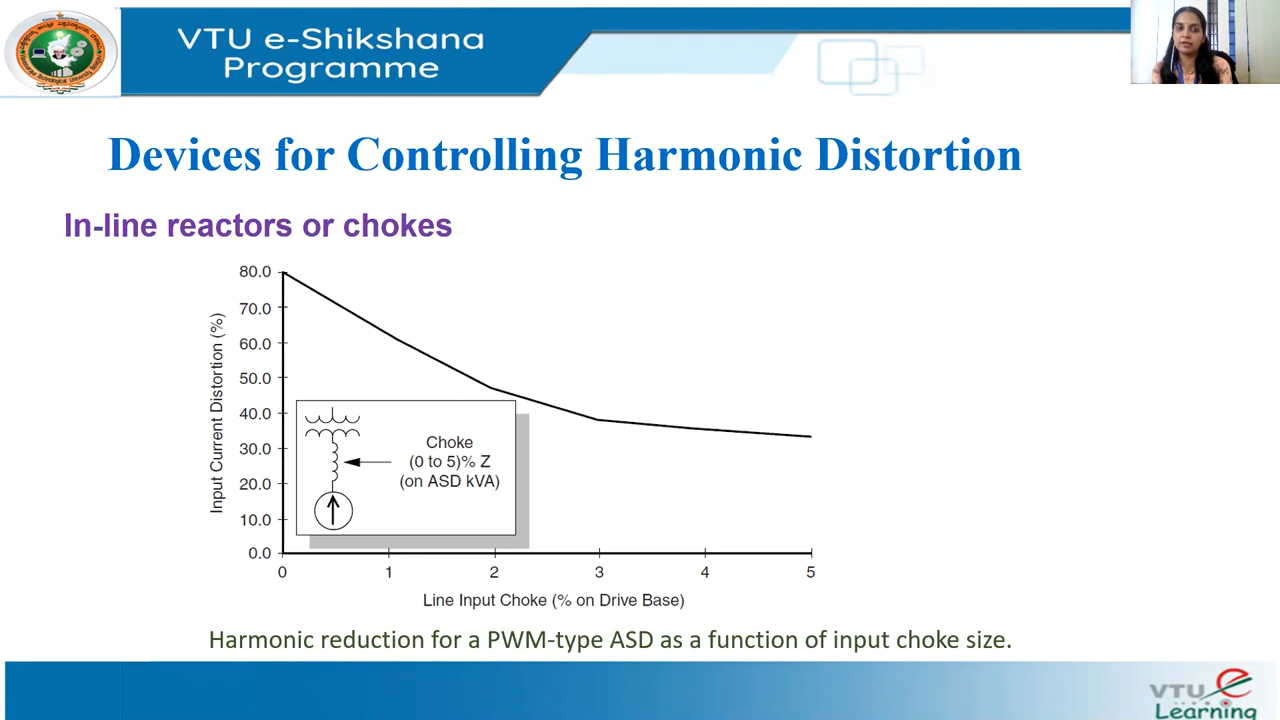 VTU e-Shikshana
Programme
Devices for Controlling Harmonic Distortion
In-line reactors or chokes
Input Current Distortion (%)
80.0
70.0
60.0
50.0
40.0
30.0
20.0
10.0
0.0
Choke
(0 to 5)% Z
(on ASD kVA)
0 1 2 3 4 5
Line Input Choke (% on Drive Base)
Harmonic reduction for a PWM-type ASD as a function of input choke size.
VTU e
Learning